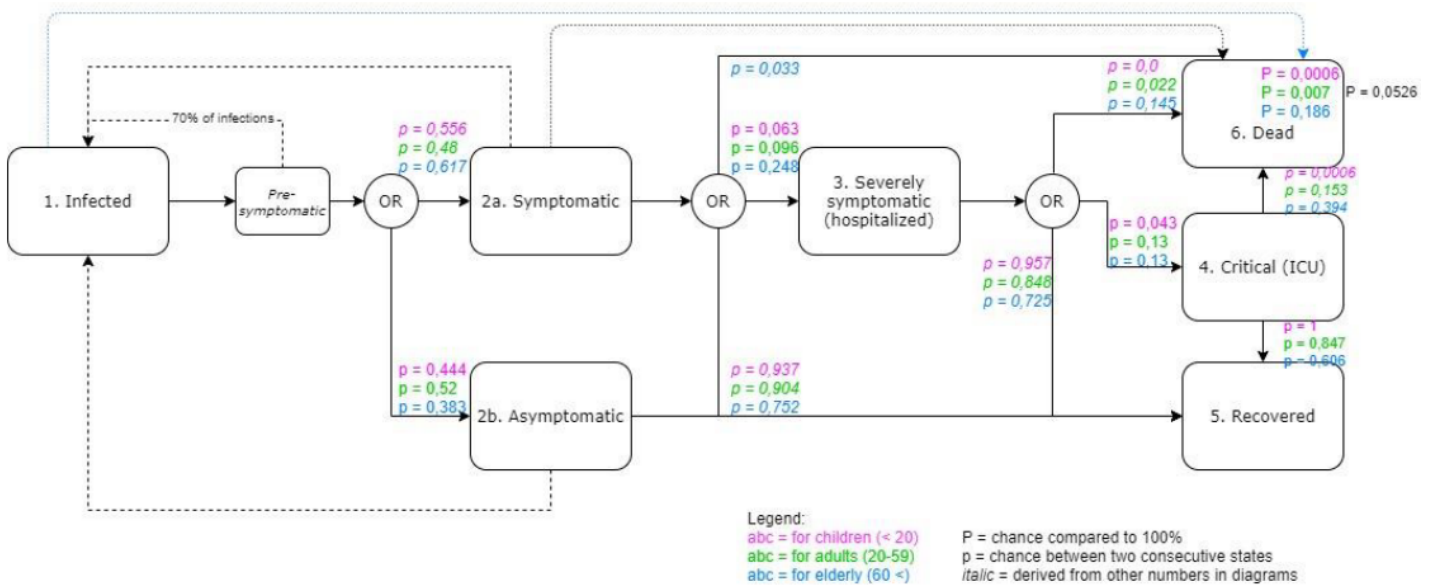 70% of infections
1. Infected
Pre-
symptomatic
OR
p = 0,556
p = 0,48
p = 0,617
2a. Symptomatic
p = 0,444
p = 0,52
p = 0,383
2b. Asymptomatic
OR
p = 0,033
p = 0,063
p = 0,096
p = 0,248
p = 0,937
p = 0,904
p = 0,752
3. Severely
symptomatic
(hospitalized)
OR
p = 0,0
p = 0,022
p = 0,145
p = 0,043
p = 0,13
p = 0,13
p = 0,957
p = 0,848
p = 0,725
P = 0,0006
P = 0,007
P = 0,186
6. Dead
P = 0,0526
p = 0,0006
p = 0,153
p = 0,394
4. Critical (ICU)
p = 1
p = 0,847
p = 0,606
5. Recovered
Legend:
abc = for children (< 20)
abc = for adults (20-59)
abc = for elderly (60 <)
P = chance compared to 100%
p = chance between two consecutive states
italic = derived from other numbers in diagrams